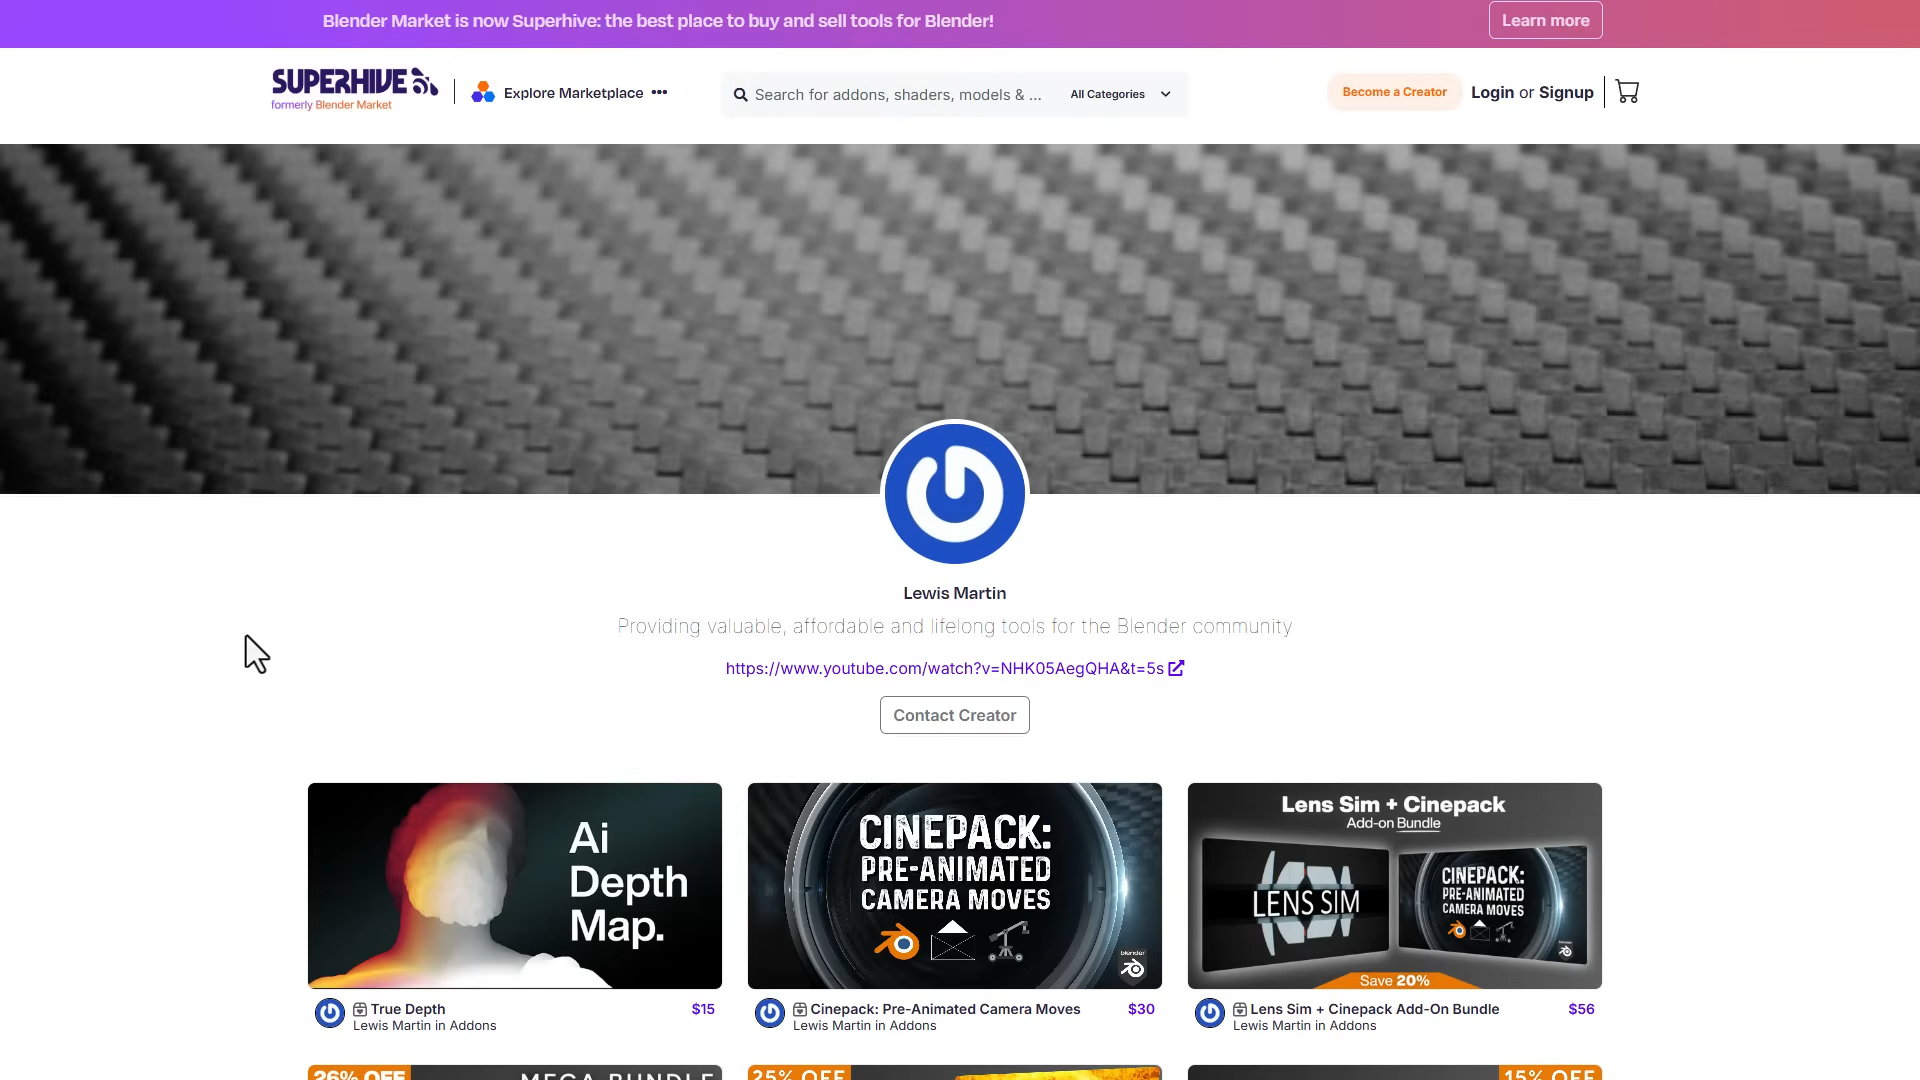 Blender Market is now Superhive: the best place to buy and sell tools for Blender!
Learn more
SUPERHIVE
formerly Blender Market
Explore Marketplace •••
Search for addons, shaders, models & ...
All Categories
Become a Creator
Login or Signup
Lewis Martin
Providing valuable, affordable and lifelong tools for the Blender community
https://www.youtube.com/watch?v=NHK05AegQHA&t=5s
Contact Creator
Ai
Depth
Map.
CINEPACK:
PRE-ANIMATED
CAMERA MOVES
blender
Lens Sim + Cinepack
Add-on Bundle
LENS SIM
CINEPACK:
PRE-ANIMATED
CAMERA MOVES
Save 20%
True Depth
$15
Lewis Martin in Addons
Cinepack: Pre-Animated Camera Moves
$30
Lewis Martin in Addons
Lens Sim + Cinepack Add-On Bundle
$56
Lewis Martin in Addons
26% OFF
MEGA BUNDLE
25% OFF
15% OFF